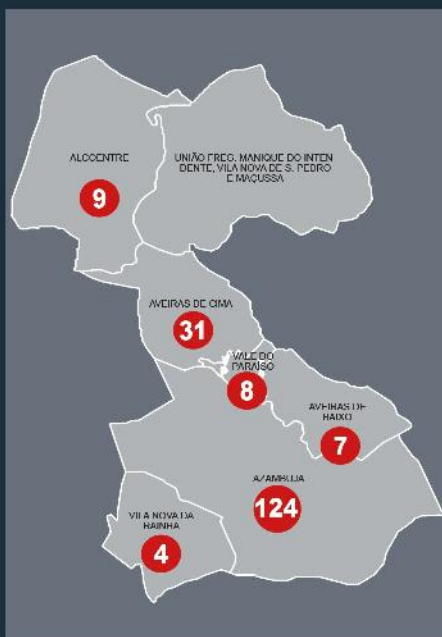 ALCOENTRE
9
UNIÃO FREG. MANIQUE DO INTEN
DENTE, VILA NOVA DE S. PEDRO
E MAÇUSSA
AVEIRAS DE CIMA
31
VALE DO
PARAÍSO
8
AVEIRAS DE
BAIXO
7
AZAMBUJA
124
VILA NOVA DA
RAINHA
4